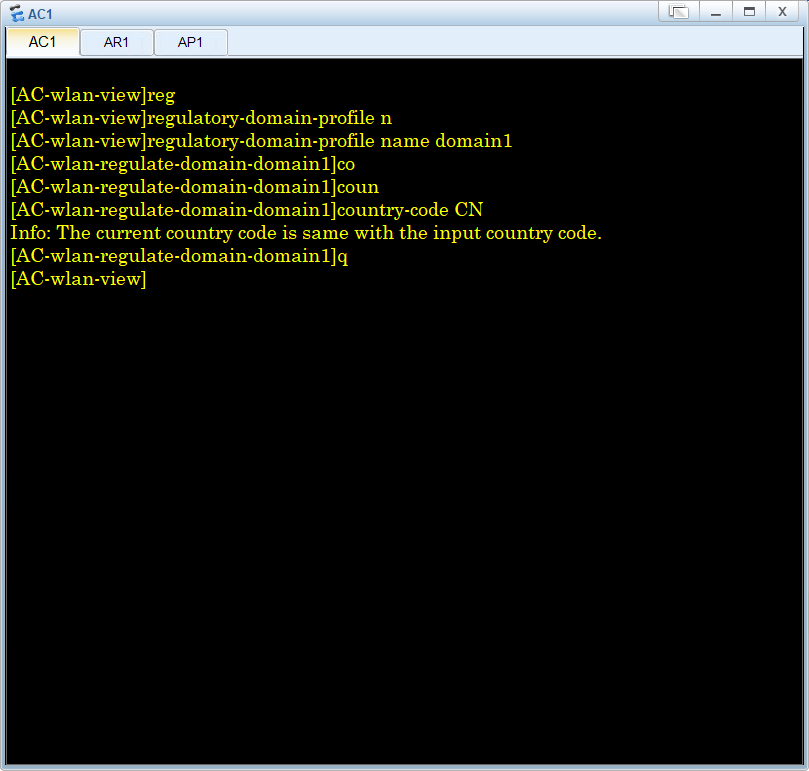 AC1
X
AC1 AR1 AP1
[AC-wlan-view]reg
[AC-wlan-view]regulatory-domain-profile n
[AC-wlan-view]regulatory-domain-profile name domain1
[AC-wlan-regulate-domain-domain1]co
[AC-wlan-regulate-domain-domain1]coun
[AC-wlan-regulate-domain-domain1]country-code CN
Info: The current country code is same with the input country code.
[AC-wlan-regulate-domain-domain1]q
[AC-wlan-view]